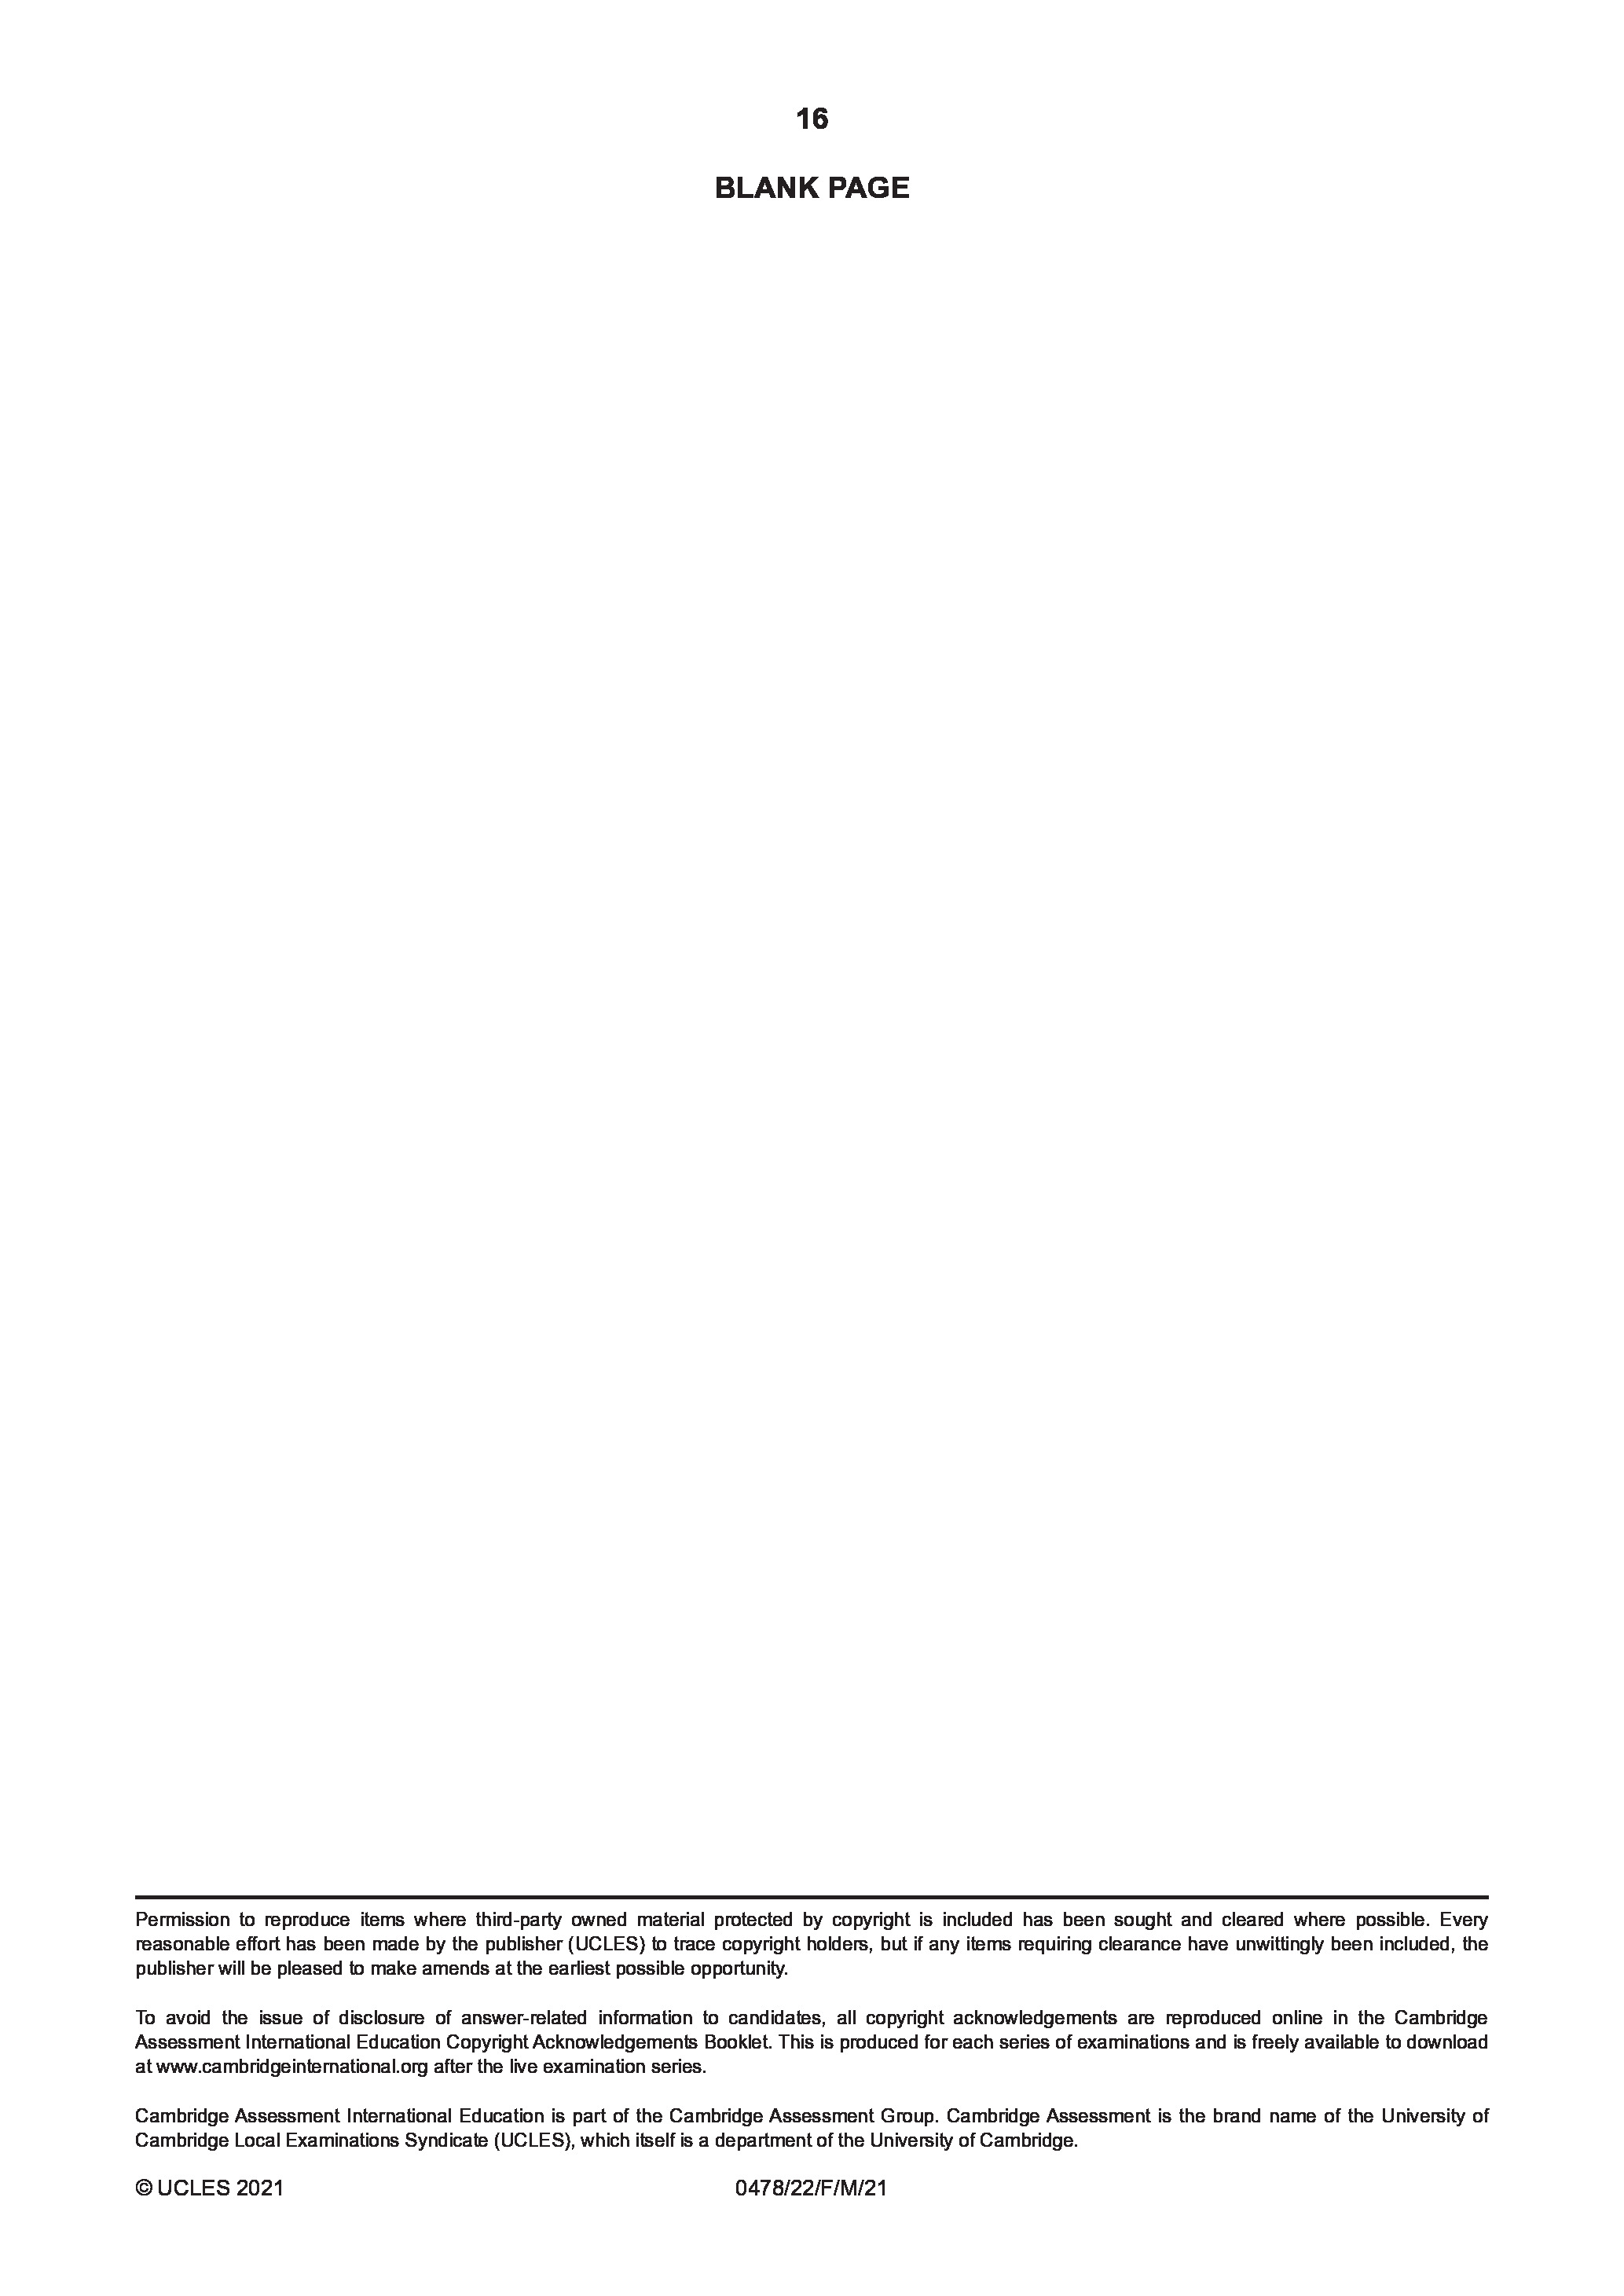 16
BLANK PAGE
Permission to reproduce items where third-party owned material protected by copyright is included has been sought and cleared where possible. Every
reasonable effort has been made by the publisher (UCLES) to trace copyright holders, but if any items requiring clearance have unwittingly been included, the
publisher will be pleased to make amends at the earliest possible opportunity.
To avoid the issue of disclosure of answer-related information to candidates, all copyright acknowledgements are reproduced online in the Cambridge
Assessment International Education Copyright Acknowledgements Booklet. This is produced for each series of examinations and is freely available to download
at www.cambridgeinternational.org after the live examination series.
Cambridge Assessment International Education is part of the Cambridge Assessment Group. Cambridge Assessment is the brand name of the University of
Cambridge Local Examinations Syndicate (UCLES), which itself is a department of the University of Cambridge.
© UCLES 2021 0478/22/F/M/21